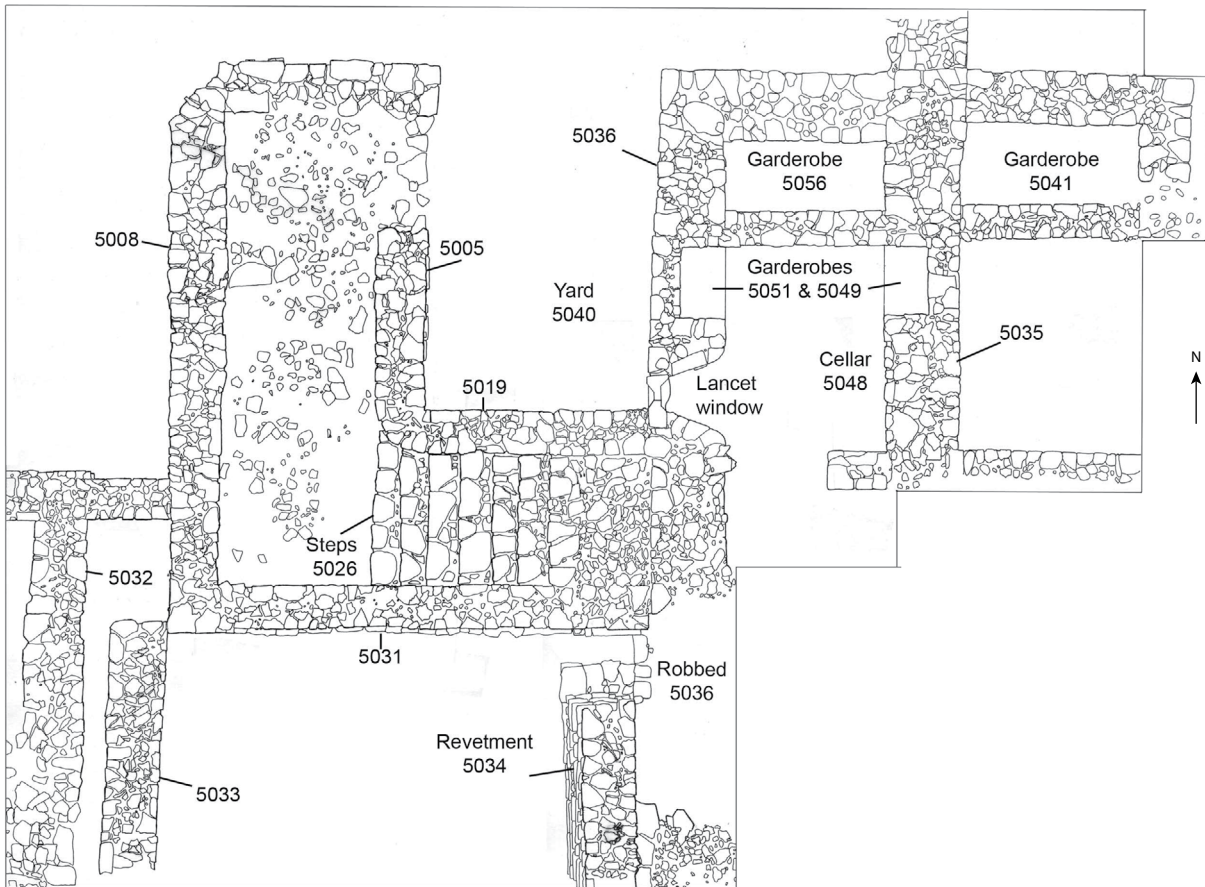 5036
Garderobe
5056
Garderobe
5041
5008
5005
Yard
5040
Garderobes
5051 & 5049
5035
Cellar
5048
N
5019
Lancet
window
Steps
5026
5032
5031
Robbed
5036
Revetment
5034
5033